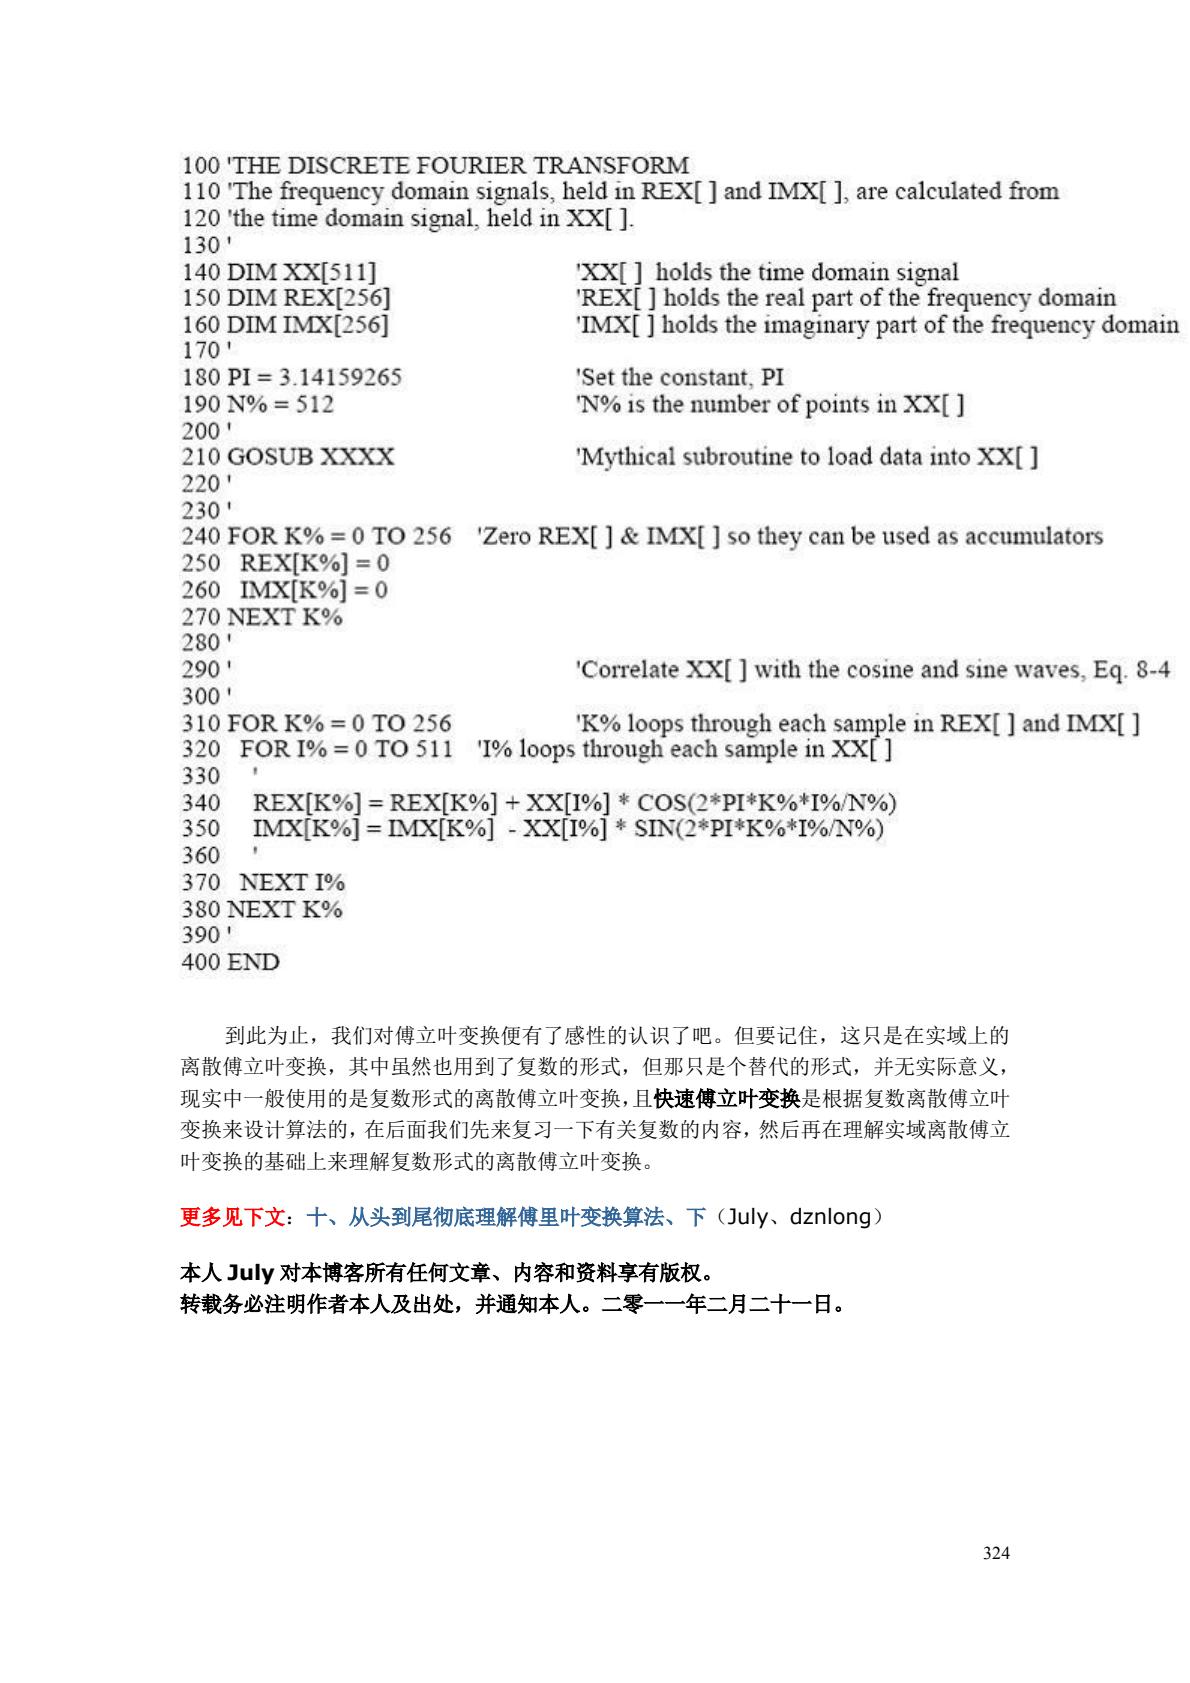 100 'THE DISCRETE FOURIER TRANSFORM
110 'The frequency domain signals, held in REX[ ] and IMX[ ], are calculated from
120 'the time domain signal, held in XX[ ].
130 '
140 DIM XX[511] 'XX[ ] holds the time domain signal
150 DIM REX[256] 'REX[ ] holds the real part of the frequency domain
160 DIM IMX[256] 'IMX[ ] holds the imaginary part of the frequency domain
170 '
180 PI = 3.14159265 'Set the constant, PI
190 N% = 512 'N% is the number of points in XX[ ]
200 '
210 GOSUB XXXX 'Mythical subroutine to load data into XX[ ]
220 '
230 '
240 FOR K% = 0 TO 256 'Zero REX[ ] & IMX[ ] so they can be used as accumulators
250 REX[K%] = 0
260 IMX[K%] = 0
270 NEXT K%
280 '
290 ' 'Correlate XX[ ] with the cosine and sine waves, Eq. 8-4
300 '
310 FOR K% = 0 TO 256 'K% loops through each sample in REX[ ] and IMX[ ]
320 FOR I% = 0 TO 511 'I% loops through each sample in XX[ ]
330 '
340 REX[K%] = REX[K%] + XX[I%] * COS(2*PI*K%*I%/N%)
350 IMX[K%] = IMX[K%] - XX[I%] * SIN(2*PI*K%*I%/N%)
360 '
370 NEXT I%
380 NEXT K%
390 '
400 END
到此为止，我们对傅立叶变换便有了感性的认识了吧。但要记住，这只是在实域上的
离散傅立叶变换，其中虽然也用到了复数的形式，但那只是个替代的形式，并无实际意义，
现实中一般使用的是复数形式的离散傅立叶变换，且快速傅立叶变换是根据复数离散傅立叶
变换来设计算法的，在后面我们先来复习一下有关复数的内容，然后再在理解实域离散傅立
叶变换的基础上来理解复数形式的离散傅立叶变换。
更多见下文：十、从头到尾彻底理解傅里叶变换算法、下（July、dznlong）
本人 July 对本博客所有任何文章、内容和资料享有版权。
转载务必注明作者本人及出处，并通知本人。二零一一年二月二十一日。
324